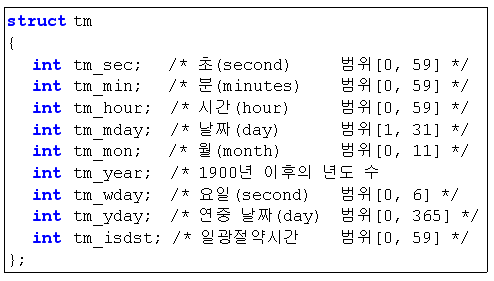 struct tm
{
int tm_sec; /* 초(second) 범위[0, 59] */
int tm_min; /* 분(minutes) 범위[0, 59] */
int tm_hour; /* 시간(hour) 범위[0, 59] */
int tm_mday; /* 날짜(day) 범위[1, 31] */
int tm_mon; /* 월(month) 범위[0, 11] */
int tm_year; /* 1900년 이후의 년도 수
int tm_wday; /* 요일(second) 범위[0, 6] */
int tm_yday; /* 연중 날짜(day) 범위[0, 365] */
int tm_isdst; /* 일광절약시간 범위[0, 59] */
};